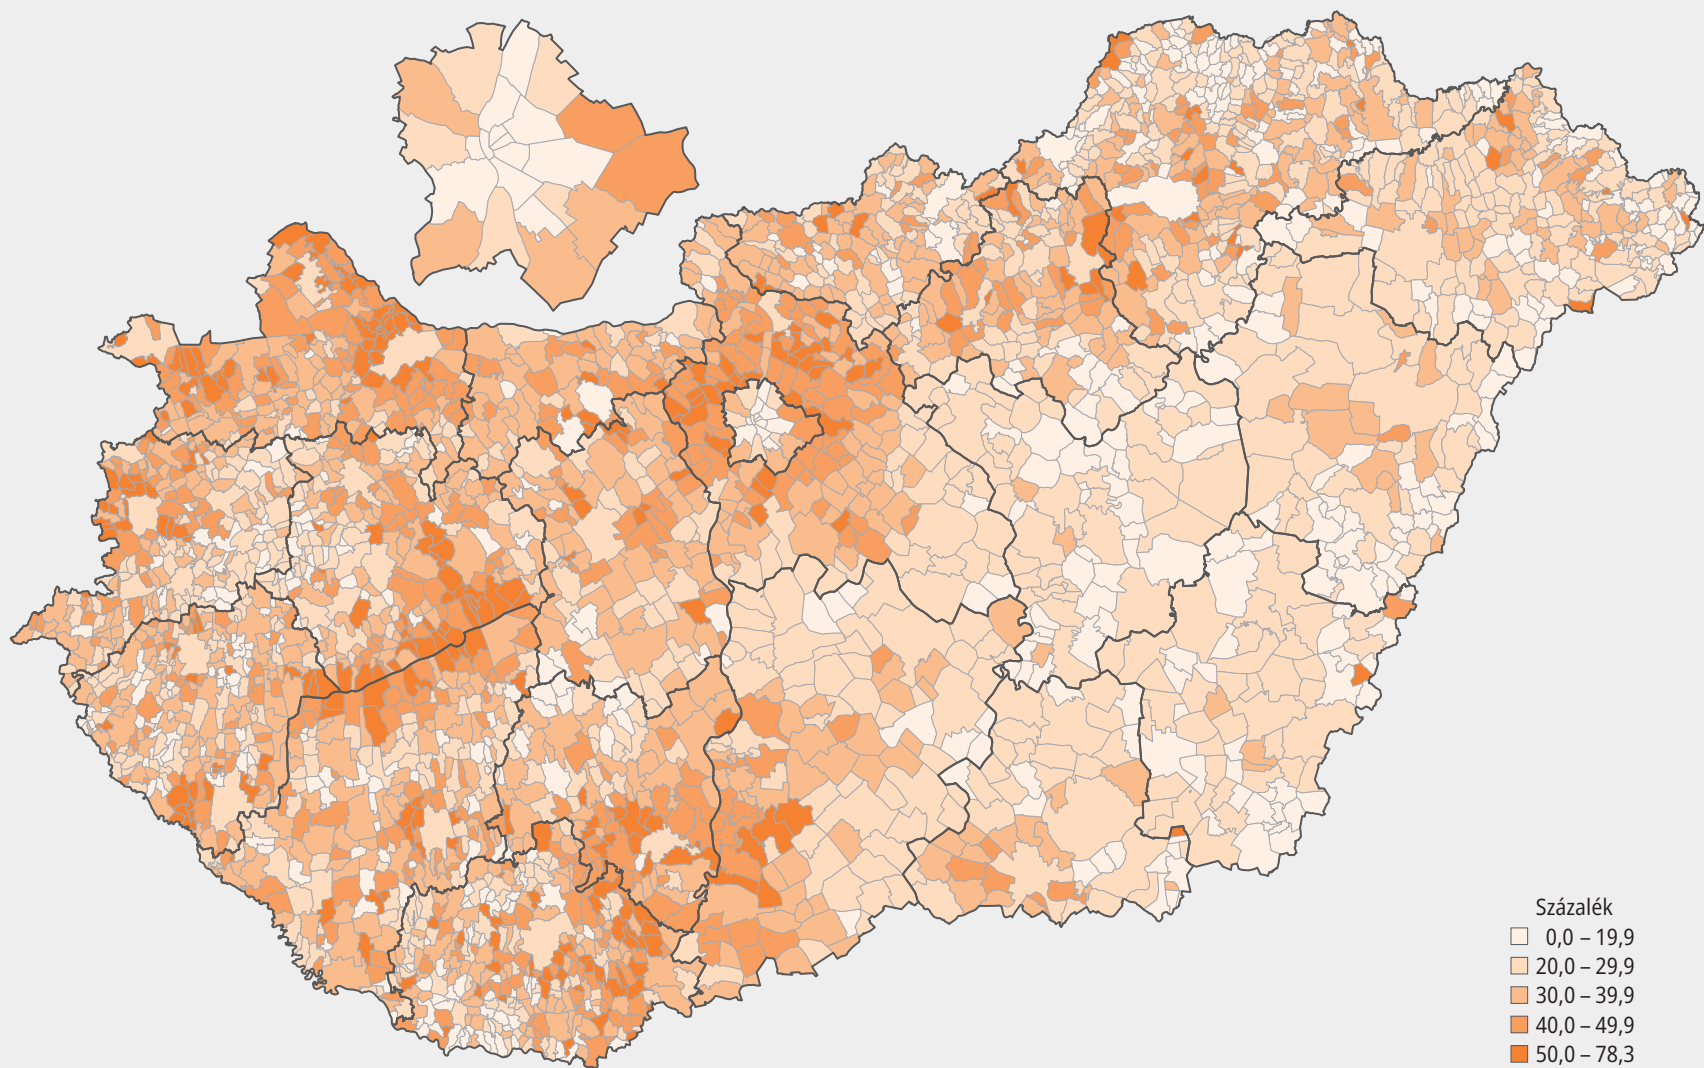 Százalék
0,0 – 19,9
20,0 – 29,9
30,0 – 39,9
40,0 – 49,9
50,0 – 78,3